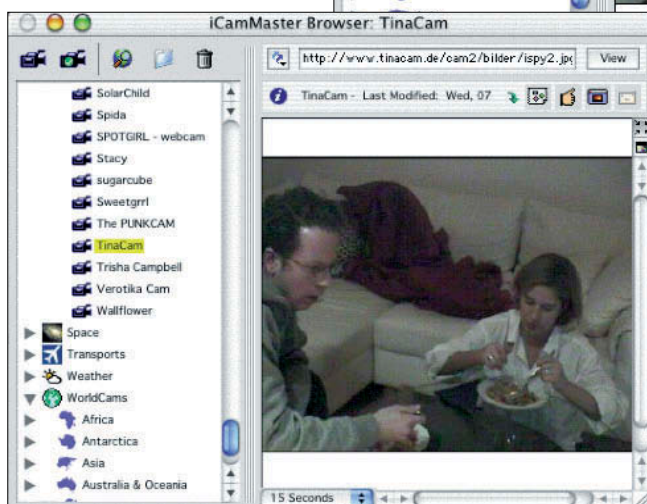 iCamMaster Browser: TinaCam
http://www.tinacam.de/cam2/bilder/ispy2.jpg
View
TinaCam - Last Modified: Wed, 07
SolarChild
Spida
SPOTGIRL - webcam
Stacy
sugarcube
Sweetgrrl
The PUNKCAM
TinaCam
Trisha Campbell
Verotika Cam
Wallflower
Space
Transports
Weather
WorldCams
Africa
Antarctica
Asia
Australia & Oceania
15 Seconds